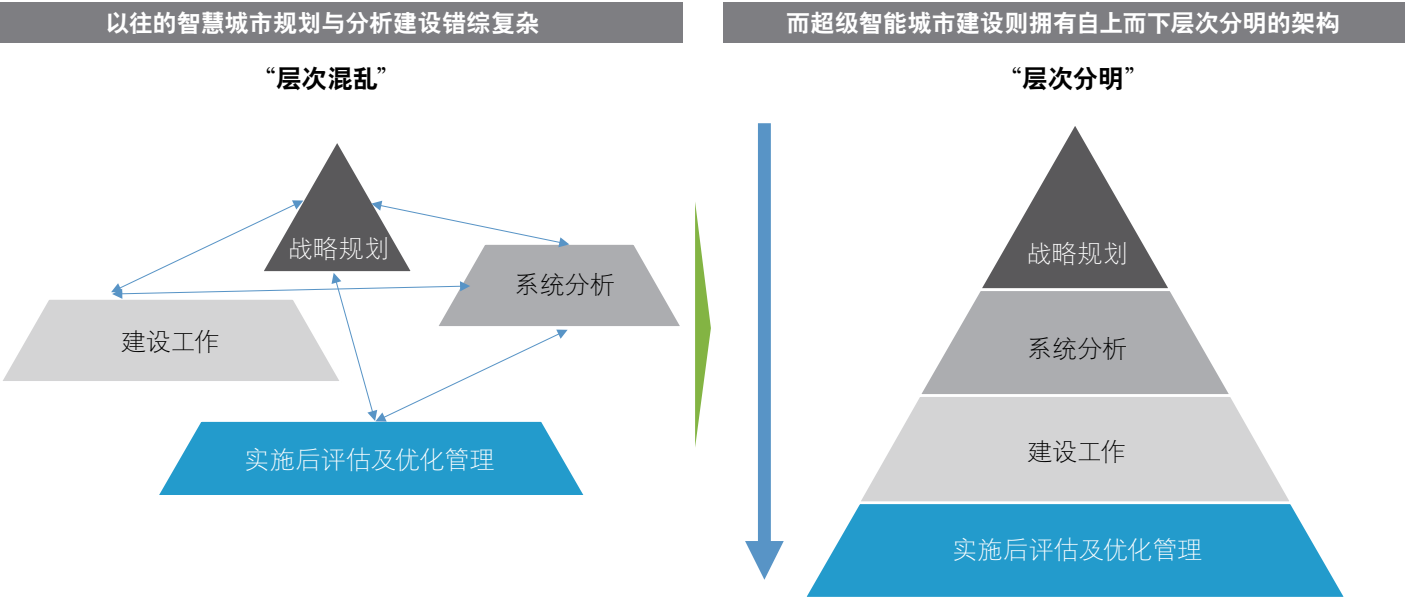 以往的智慧城市规划与分析建设错综复杂
“层次混乱”
战略规划
系统分析
建设工作
实施后评估及优化管理
而超级智能城市建设则拥有自上而下层次分明的架构
“层次分明”
战略规划
系统分析
建设工作
实施后评估及优化管理